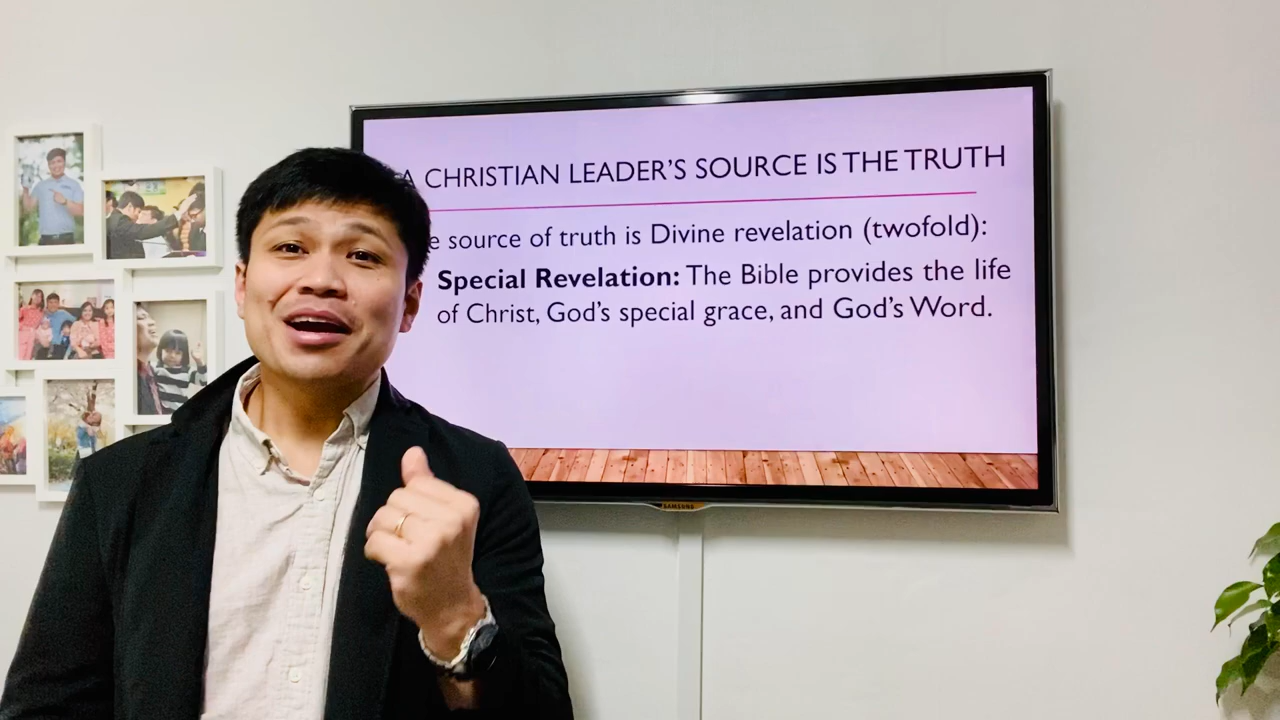 A CHRISTIAN LEADER'S SOURCE IS THE TRUTH
e source of truth is Divine revelation (twofold):
Special Revelation: The Bible provides the life
of Christ, God's special grace, and God's Word.
SAMSUNG